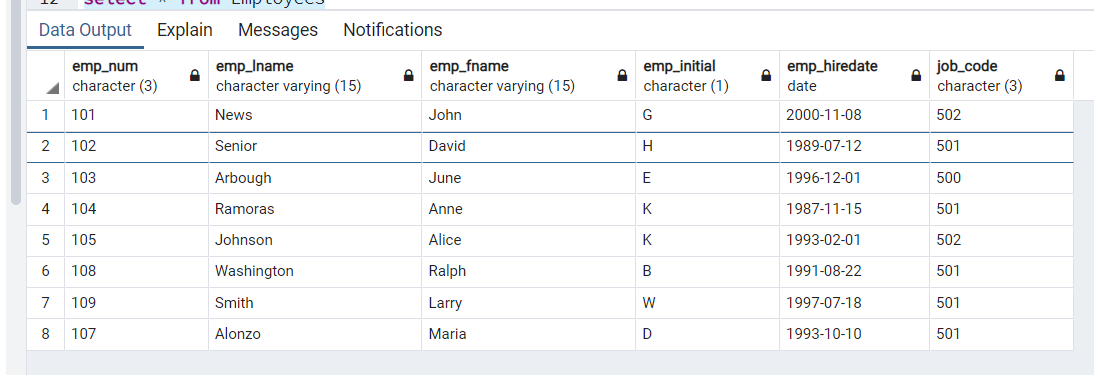 12 select * from Employees
Data Output Explain Messages Notifications
emp_num emp_lname emp_fname emp_initial emp_hiredate job_code
character (3) character varying (15) character varying (15) character (1) date character (3)
1 101 News John G 2000-11-08 502
2 102 Senior David H 1989-07-12 501
3 103 Arbough June E 1996-12-01 500
4 104 Ramoras Anne K 1987-11-15 501
5 105 Johnson Alice K 1993-02-01 502
6 108 Washington Ralph B 1991-08-22 501
7 109 Smith Larry W 1997-07-18 501
8 107 Alonzo Maria D 1993-10-10 501